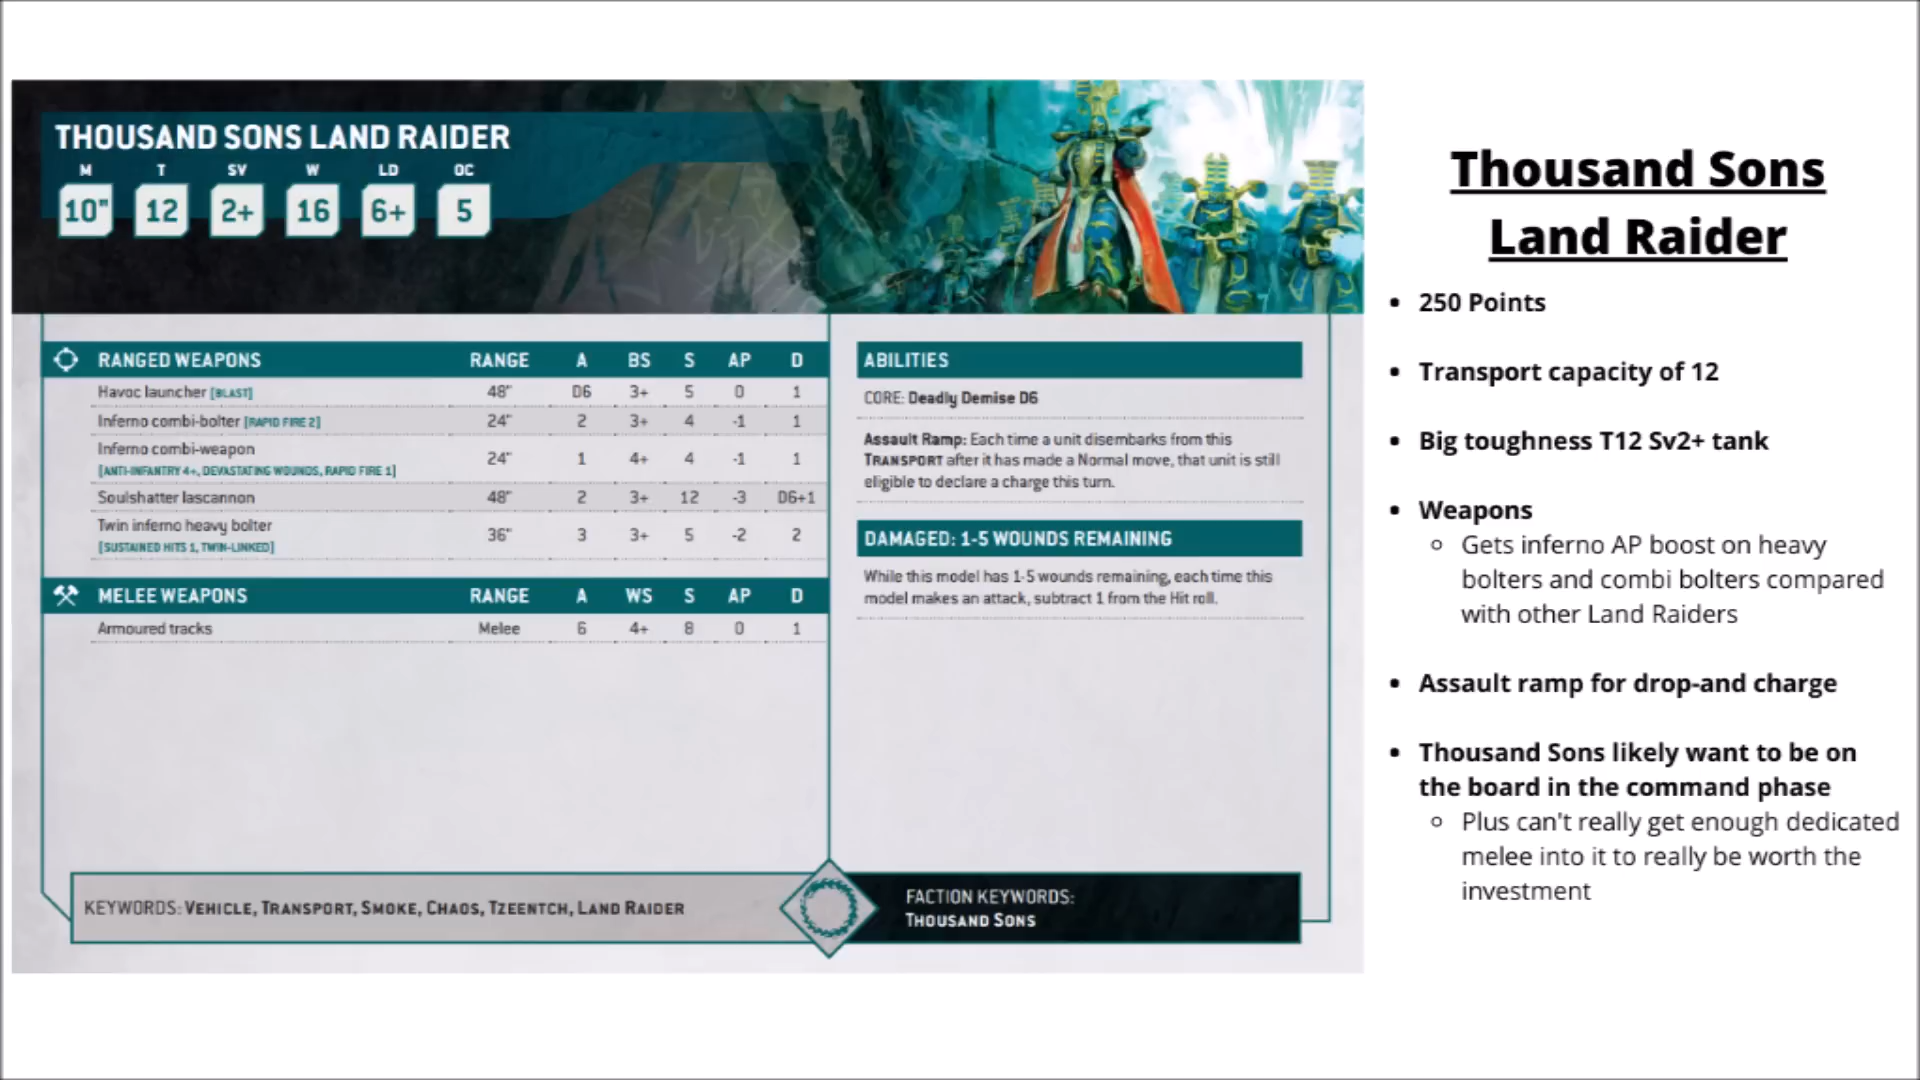 THOUSAND SONS LAND RAIDER
M T SV W LD OC
10" 12 2+ 16 6+ 5
RANGED WEAPONS RANGE A BS S AP D
Havoc launcher [BLAST] 48" D6 3+ 5 0 1
Inferno combi-bolter [RAPID FIRE 2] 24" 2 3+ 4 -1 1
Inferno combi-weapon
[ANTI-INFANTRY 4+, DEVASTATING WOUNDS, RAPID FIRE 1] 24" 1 4+ 4 -1 1
Soulshatter lascannon 48" 2 3+ 12 -3 D6+1
Twin inferno heavy bolter
[SUSTAINED HITS 1, TWIN-LINKED] 36" 3 3+ 5 -2 2
MELEE WEAPONS RANGE A WS S AP D
Armoured tracks Melee 6 4+ 8 0 1
ABILITIES
CORE: Deadly Demise D6
Assault Ramp: Each time a unit disembarks from this
TRANSPORT after it has made a Normal move, that unit is still
eligible to declare a charge this turn.
DAMAGED: 1-5 WOUNDS REMAINING
While this model has 1-5 wounds remaining, each time this
model makes an attack, subtract 1 from the Hit roll.
KEYWORDS: VEHICLE, TRANSPORT, SMOKE, CHAOS, TZEENTCH, LAND RAIDER
FACTION KEYWORDS:
THOUSAND SONS
Thousand Sons
Land Raider
• 250 Points
• Transport capacity of 12
• Big toughness T12 Sv2+ tank
• Weapons
○ Gets inferno AP boost on heavy
bolters and combi bolters compared
with other Land Raiders
• Assault ramp for drop-and charge
• Thousand Sons likely want to be on
the board in the command phase
○ Plus can't really get enough dedicated
melee into it to really be worth the
investment